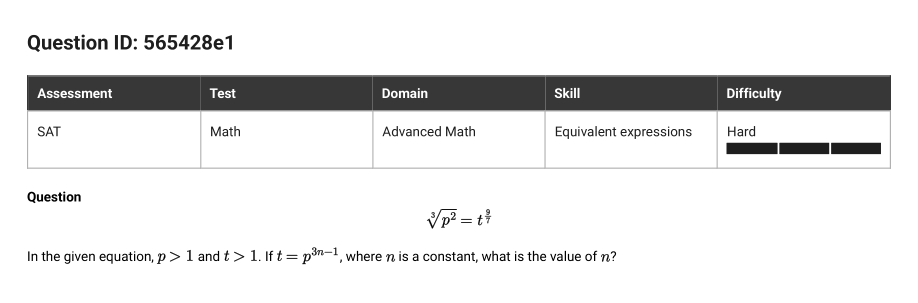 Question ID: 565428e1
Assessment Test Domain Skill Difficulty
SAT Math Advanced Math Equivalent expressions Hard
Question
∛p² = t^(9/7)
In the given equation, p > 1 and t > 1. If t = p^(3n−1), where n is a constant, what is the value of n?